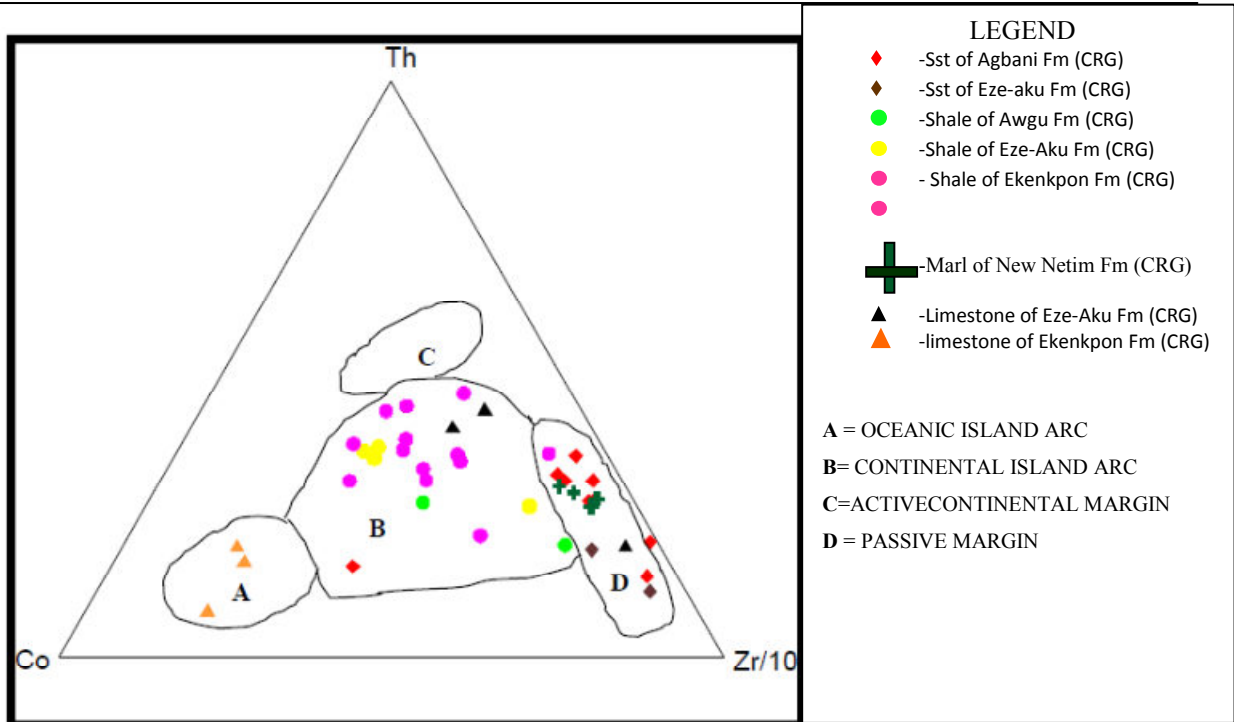 Th
C
B
A
D
Co
Zr/10
LEGEND
-Sst of Agbani Fm (CRG)
-Sst of Eze-aku Fm (CRG)
-Shale of Awgu Fm (CRG)
-Shale of Eze-Aku Fm (CRG)
- Shale of Ekenkpon Fm (CRG)
-Marl of New Netim Fm (CRG)
-Limestone of Eze-Aku Fm (CRG)
-limestone of Ekenkpon Fm (CRG)
A = OCEANIC ISLAND ARC
B= CONTINENTAL ISLAND ARC
C=ACTIVECONTINENTAL MARGIN
D = PASSIVE MARGIN